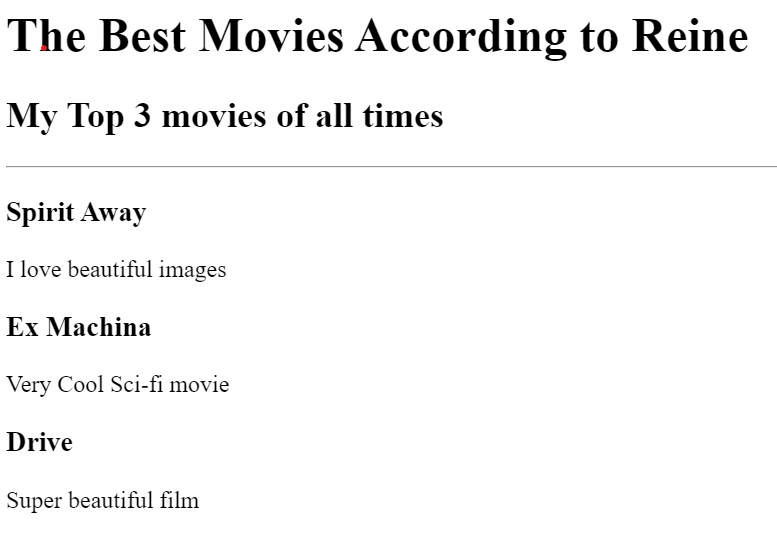 The Best Movies According to Reine
My Top 3 movies of all times
Spirit Away
I love beautiful images
Ex Machina
Very Cool Sci-fi movie
Drive
Super beautiful film